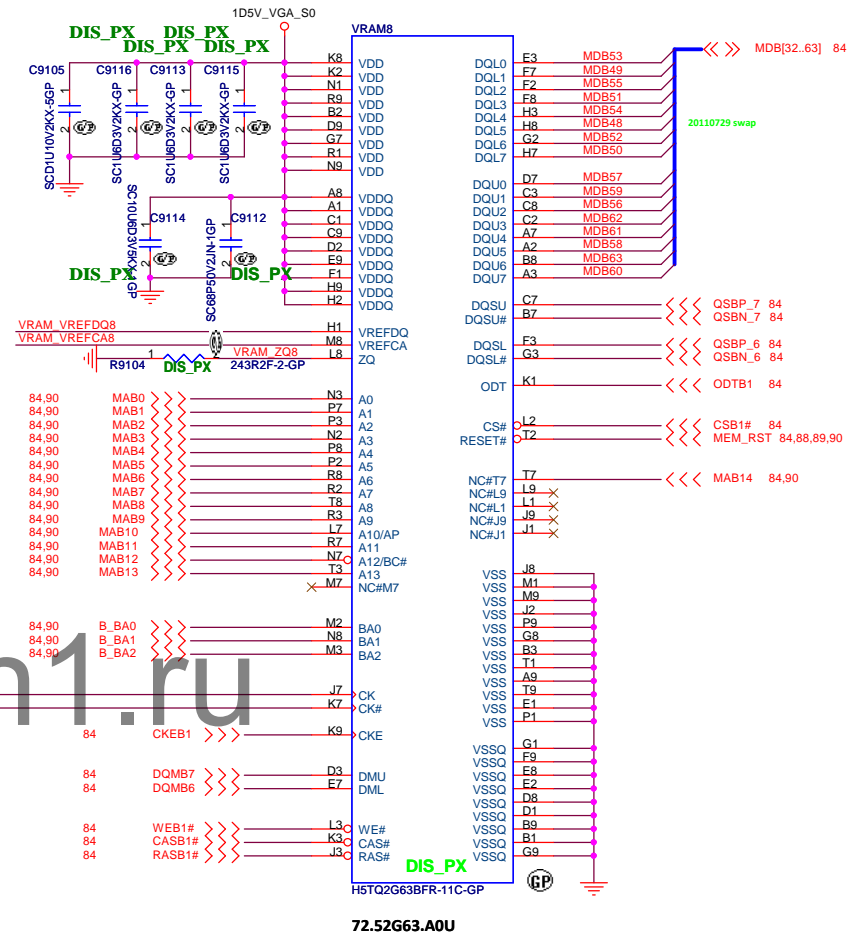 1D5V_VGA_S0
DIS_PX
DIS_PX
DIS_PX
DIS_PX
C9105
C9116
C9113
C9115
1
1
1
1
2
2
2
2
SCD1U10V2KX-5GP
SC1U6D3V2KX-GP
SC1U6D3V2KX-GP
SC1U6D3V2KX-GP
SC10U6D3V5KX-1GP
C9114
C9112
1
1
2
2
SC68P50V2JN-1GP
DIS_PX
DIS_PX
VRAM_VREFDQ8
VRAM_VREFCA8
VRAM_ZQ8
R9104
1
2
DIS_PX
243R2F-2-GP
VRAM8
K8 VDD
K2 VDD
N1 VDD
R9 VDD
B2 VDD
D9 VDD
G7 VDD
R1 VDD
N9 VDD
A8 VDDQ
A1 VDDQ
C1 VDDQ
C9 VDDQ
D2 VDDQ
E9 VDDQ
F1 VDDQ
H9 VDDQ
H2 VDDQ
H1 VREFDQ
M8 VREFCA
L8 ZQ
84,90 MAB0 N3 A0
84,90 MAB1 P7 A1
84,90 MAB2 P3 A2
84,90 MAB3 N2 A3
84,90 MAB4 P8 A4
84,90 MAB5 P2 A5
84,90 MAB6 R8 A6
84,90 MAB7 R2 A7
84,90 MAB8 T8 A8
84,90 MAB9 R3 A9
84,90 MAB10 L7 A10/AP
84,90 MAB11 R7 A11
84,90 MAB12 N7 A12/BC#
84,90 MAB13 T3 A13
M7 NC#M7
84,90 B_BA0 M2 BA0
84,90 B_BA1 N8 BA1
84,90 B_BA2 M3 BA2
J7 CK
K7 CK#
84 CKEB1 K9 CKE
84 DQMB7 D3 DMU
84 DQMB6 E7 DML
84 WEB1# L3 WE#
84 CASB1# K3 CAS#
84 RASB1# J3 RAS#
DQL0 E3 MDB53
DQL1 F7 MDB49
DQL2 F2 MDB55
DQL3 F8 MDB51
DQL4 H3 MDB54
DQL5 H8 MDB48
DQL6 G2 MDB52
DQL7 H7 MDB50
MDB[32..63] 84
20110729 swap
DQU0 D7 MDB57
DQU1 C3 MDB59
DQU2 C8 MDB56
DQU3 C2 MDB62
DQU4 A7 MDB61
DQU5 A2 MDB58
DQU6 B8 MDB63
DQU7 A3 MDB60
DQSU C7 QSBP_7 84
DQSU# B7 QSBN_7 84
DQSL F3 QSBP_6 84
DQSL# G3 QSBN_6 84
ODT K1 ODTB1 84
CS# L2 CSB1# 84
RESET# T2 MEM_RST 84,88,89,90
NC#T7 T7 MAB14 84,90
NC#L9 L9
NC#L1 L1
NC#J9 J9
NC#J1 J1
VSS J8
VSS M1
VSS M9
VSS J2
VSS P9
VSS G8
VSS B3
VSS T1
VSS A9
VSS T9
VSS E1
VSS P1
VSSQ G1
VSSQ F9
VSSQ E8
VSSQ E2
VSSQ D8
VSSQ D1
VSSQ B9
VSSQ B1
VSSQ G9
DIS_PX
GP
H5TQ2G63BFR-11C-GP
72.52G63.A0U
n1.ru